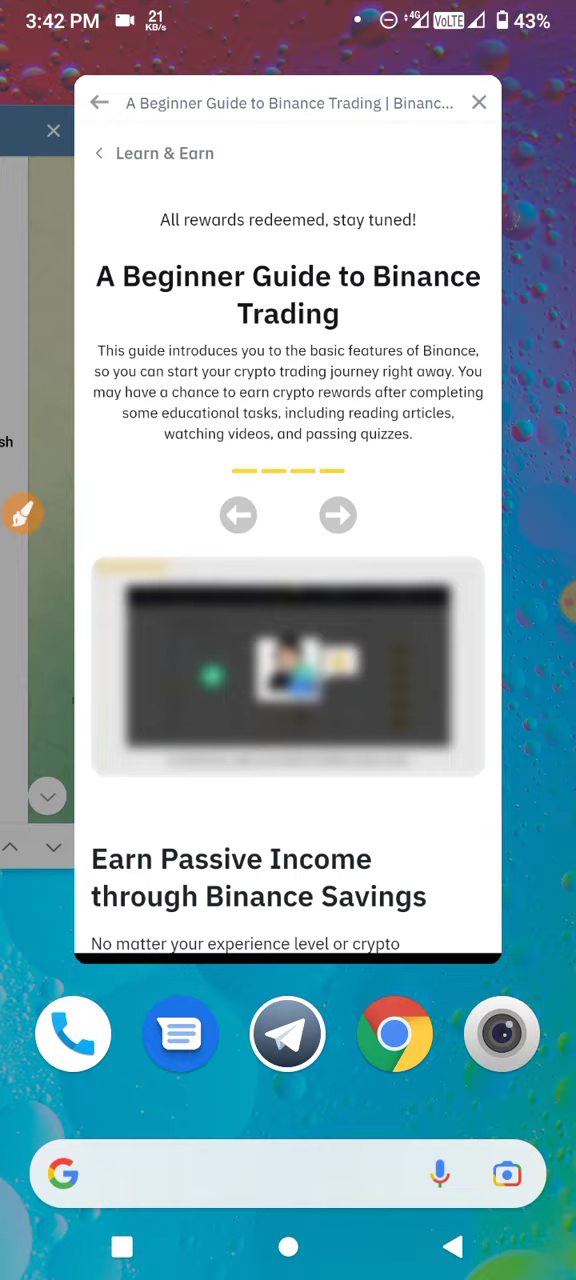 3:42 PM 21 KB/s 4G VoLTE 43%
A Beginner Guide to Binance Trading | Binanc...
Learn & Earn
All rewards redeemed, stay tuned!
A Beginner Guide to Binance
Trading
This guide introduces you to the basic features of Binance,
so you can start your crypto trading journey right away. You
may have a chance to earn crypto rewards after completing
some educational tasks, including reading articles,
watching videos, and passing quizzes.
sh
Earn Passive Income
through Binance Savings
No matter your experience level or crypto